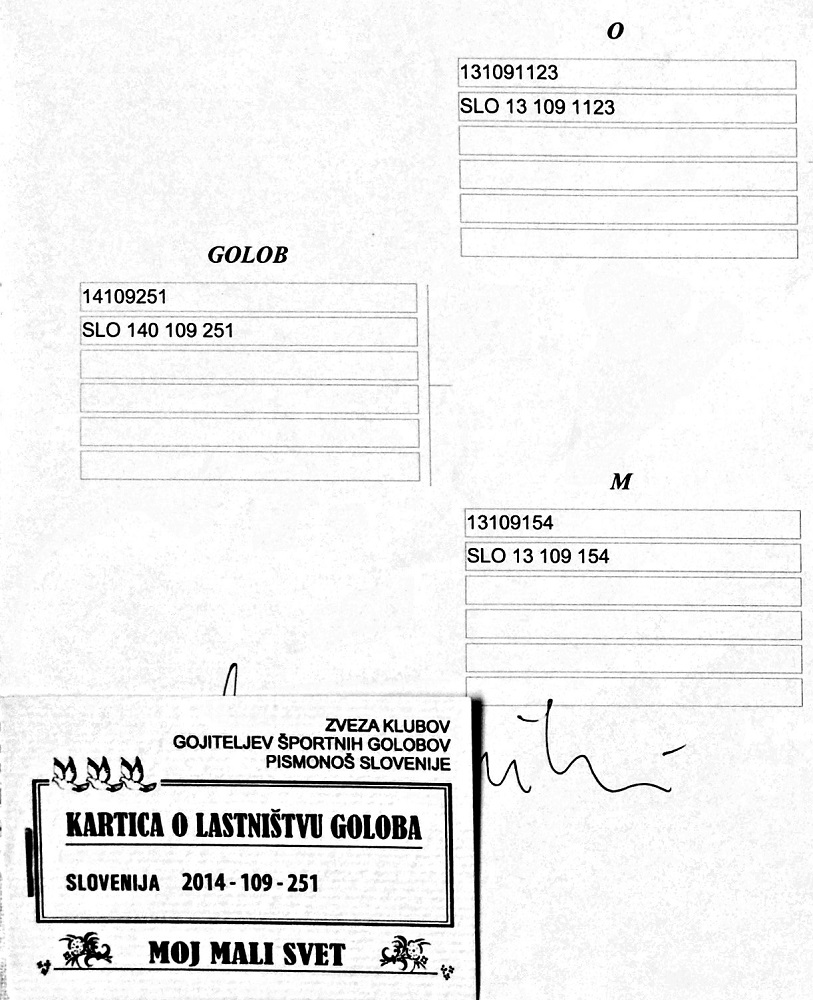 O
131091123
SLO 13 109 1123
GOLOB
14109251
SLO 140 109 251
M
13109154
SLO 13 109 154
ZVEZA KLUBOV
GOJITELJEV ŠPORTNIH GOLOBOV
PISMONOŠ SLOVENIJE
KARTICA O LASTNIŠTVU GOLOBA
SLOVENIJA 2014-109-251
MOJ MALI SVET